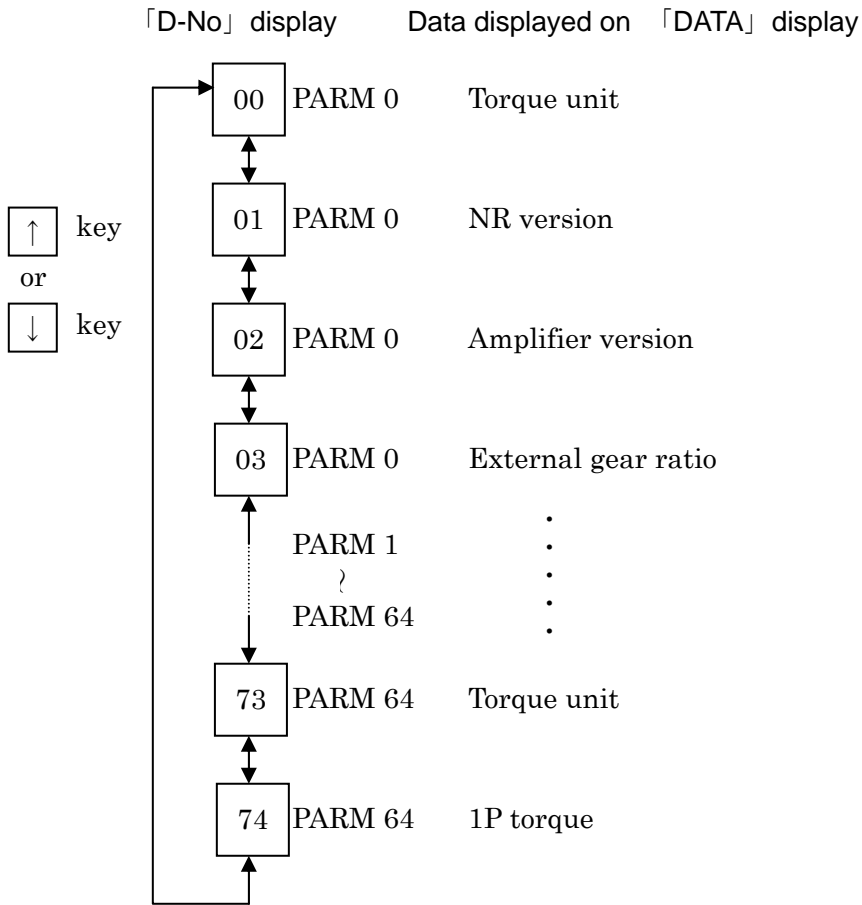 「D-No」 display Data displayed on 「DATA」 display
00 PARM 0 Torque unit
01 PARM 0 NR version
↑ key
or
↓ key
02 PARM 0 Amplifier version
03 PARM 0 External gear ratio
PARM 1
~
PARM 64
73 PARM 64 Torque unit
74 PARM 64 1P torque